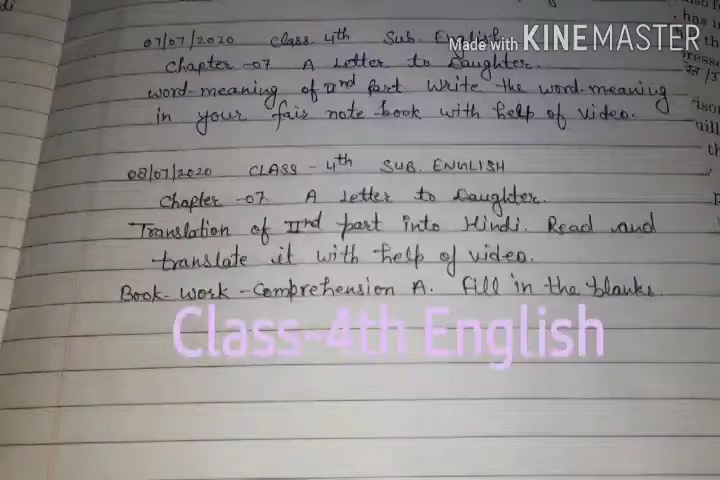 07/07/2020 Class 4th Sub. English
Made with KINEMASTER
Chapter-07 A Letter to Daughter.
word-meaning of IInd part write the word-meaning
in your fair note book with help of video.
08/07/2020 CLASS-4th SUB. ENGLISH
Chapter-07. A Letter to Daughter.
Translation of IInd part into Hindi. Read and
translate it with help of video.
Book-work-Comprehension A. Fill in the blanks.
Class-4th English